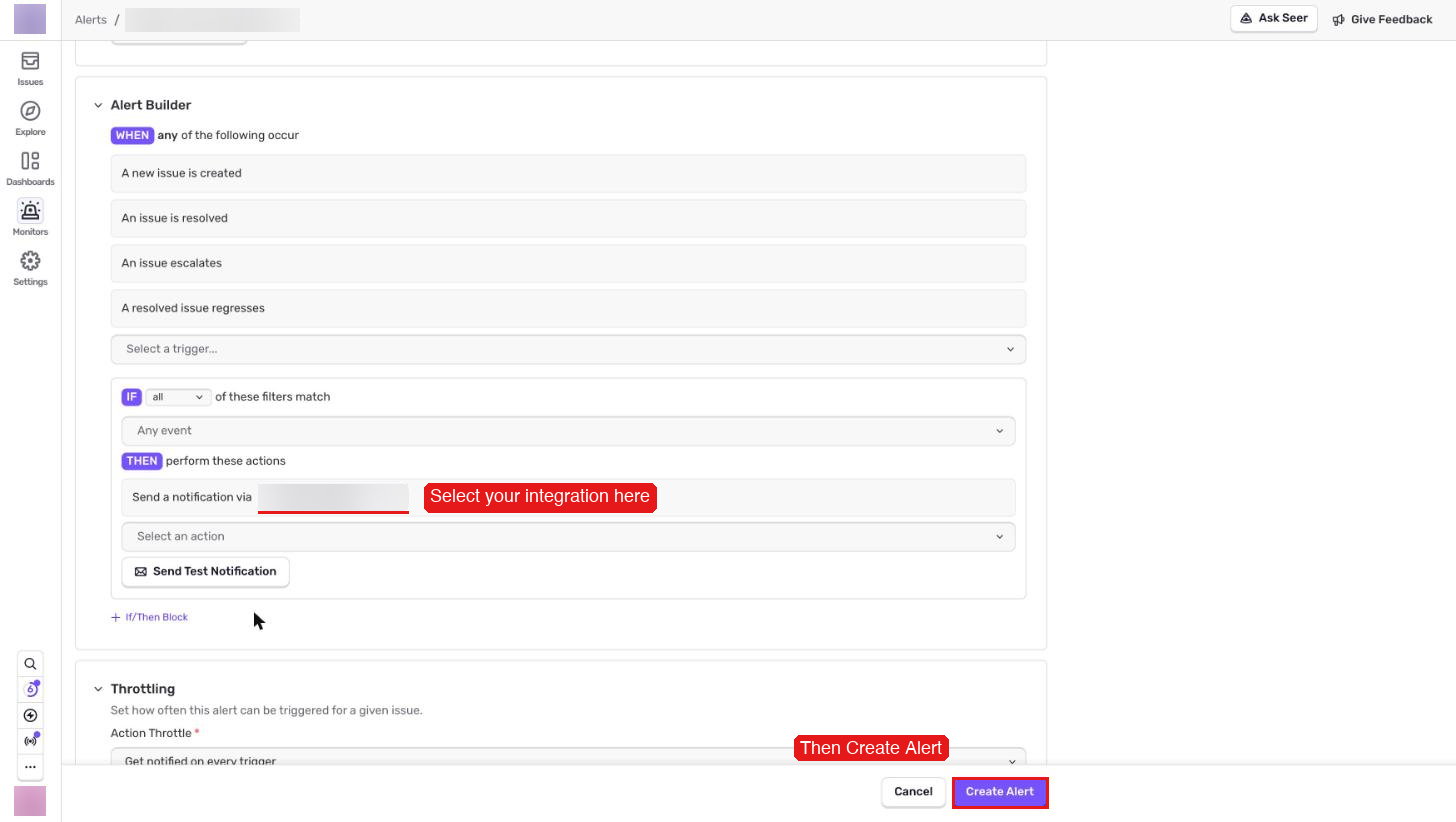 Alerts /
Ask Seer
Give Feedback
Issues
Explore
Dashboards
Monitors
Settings
Alert Builder
WHEN any of the following occur
A new issue is created
An issue is resolved
An issue escalates
A resolved issue regresses
Select a trigger...
IF all of these filters match
Any event
THEN perform these actions
Send a notification via
Select your integration here
Select an action
Send Test Notification
+ If/Then Block
Throttling
Set how often this alert can be triggered for a given issue.
Action Throttle *
Get notified on every trigger
Then Create Alert
Cancel
Create Alert
6